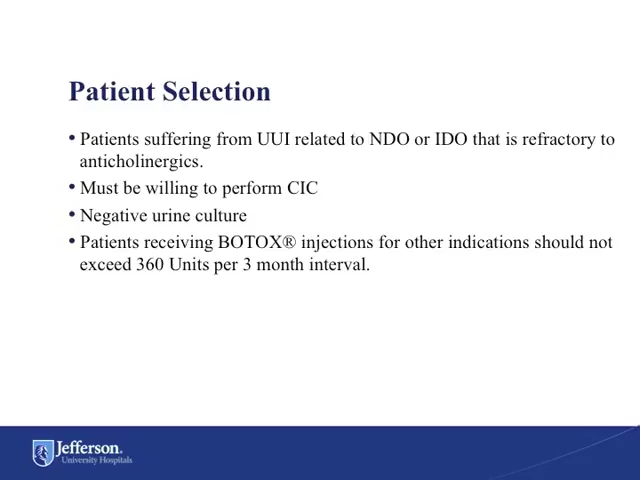 Patient Selection
• Patients suffering from UUI related to NDO or IDO that is refractory to
anticholinergics.
• Must be willing to perform CIC
• Negative urine culture
• Patients receiving BOTOX® injections for other indications should not
exceed 360 Units per 3 month interval.
Jefferson®
University Hospitals